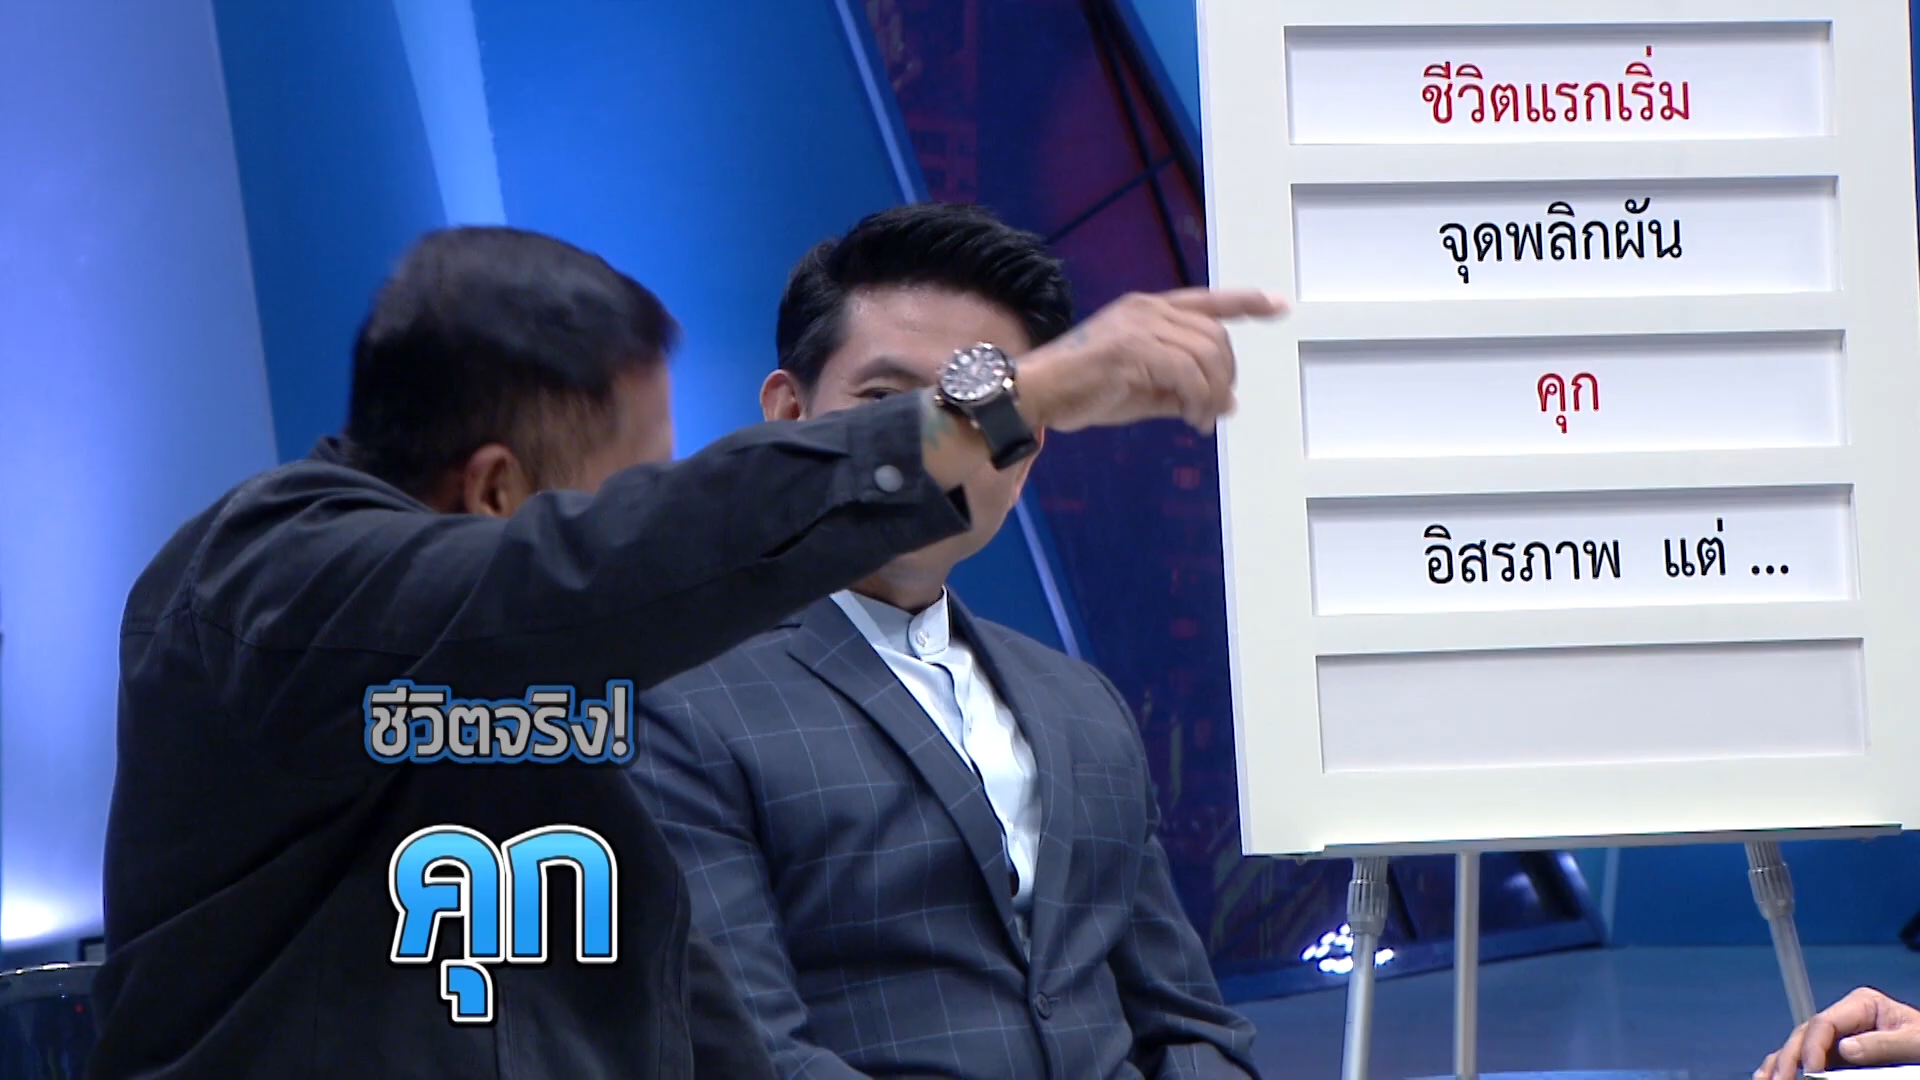 ชีวิตแรกเริ่ม
จุดพลิกผัน
คุก
อิสรภาพ แต่ ...
ชีวิตจริง!
คุก